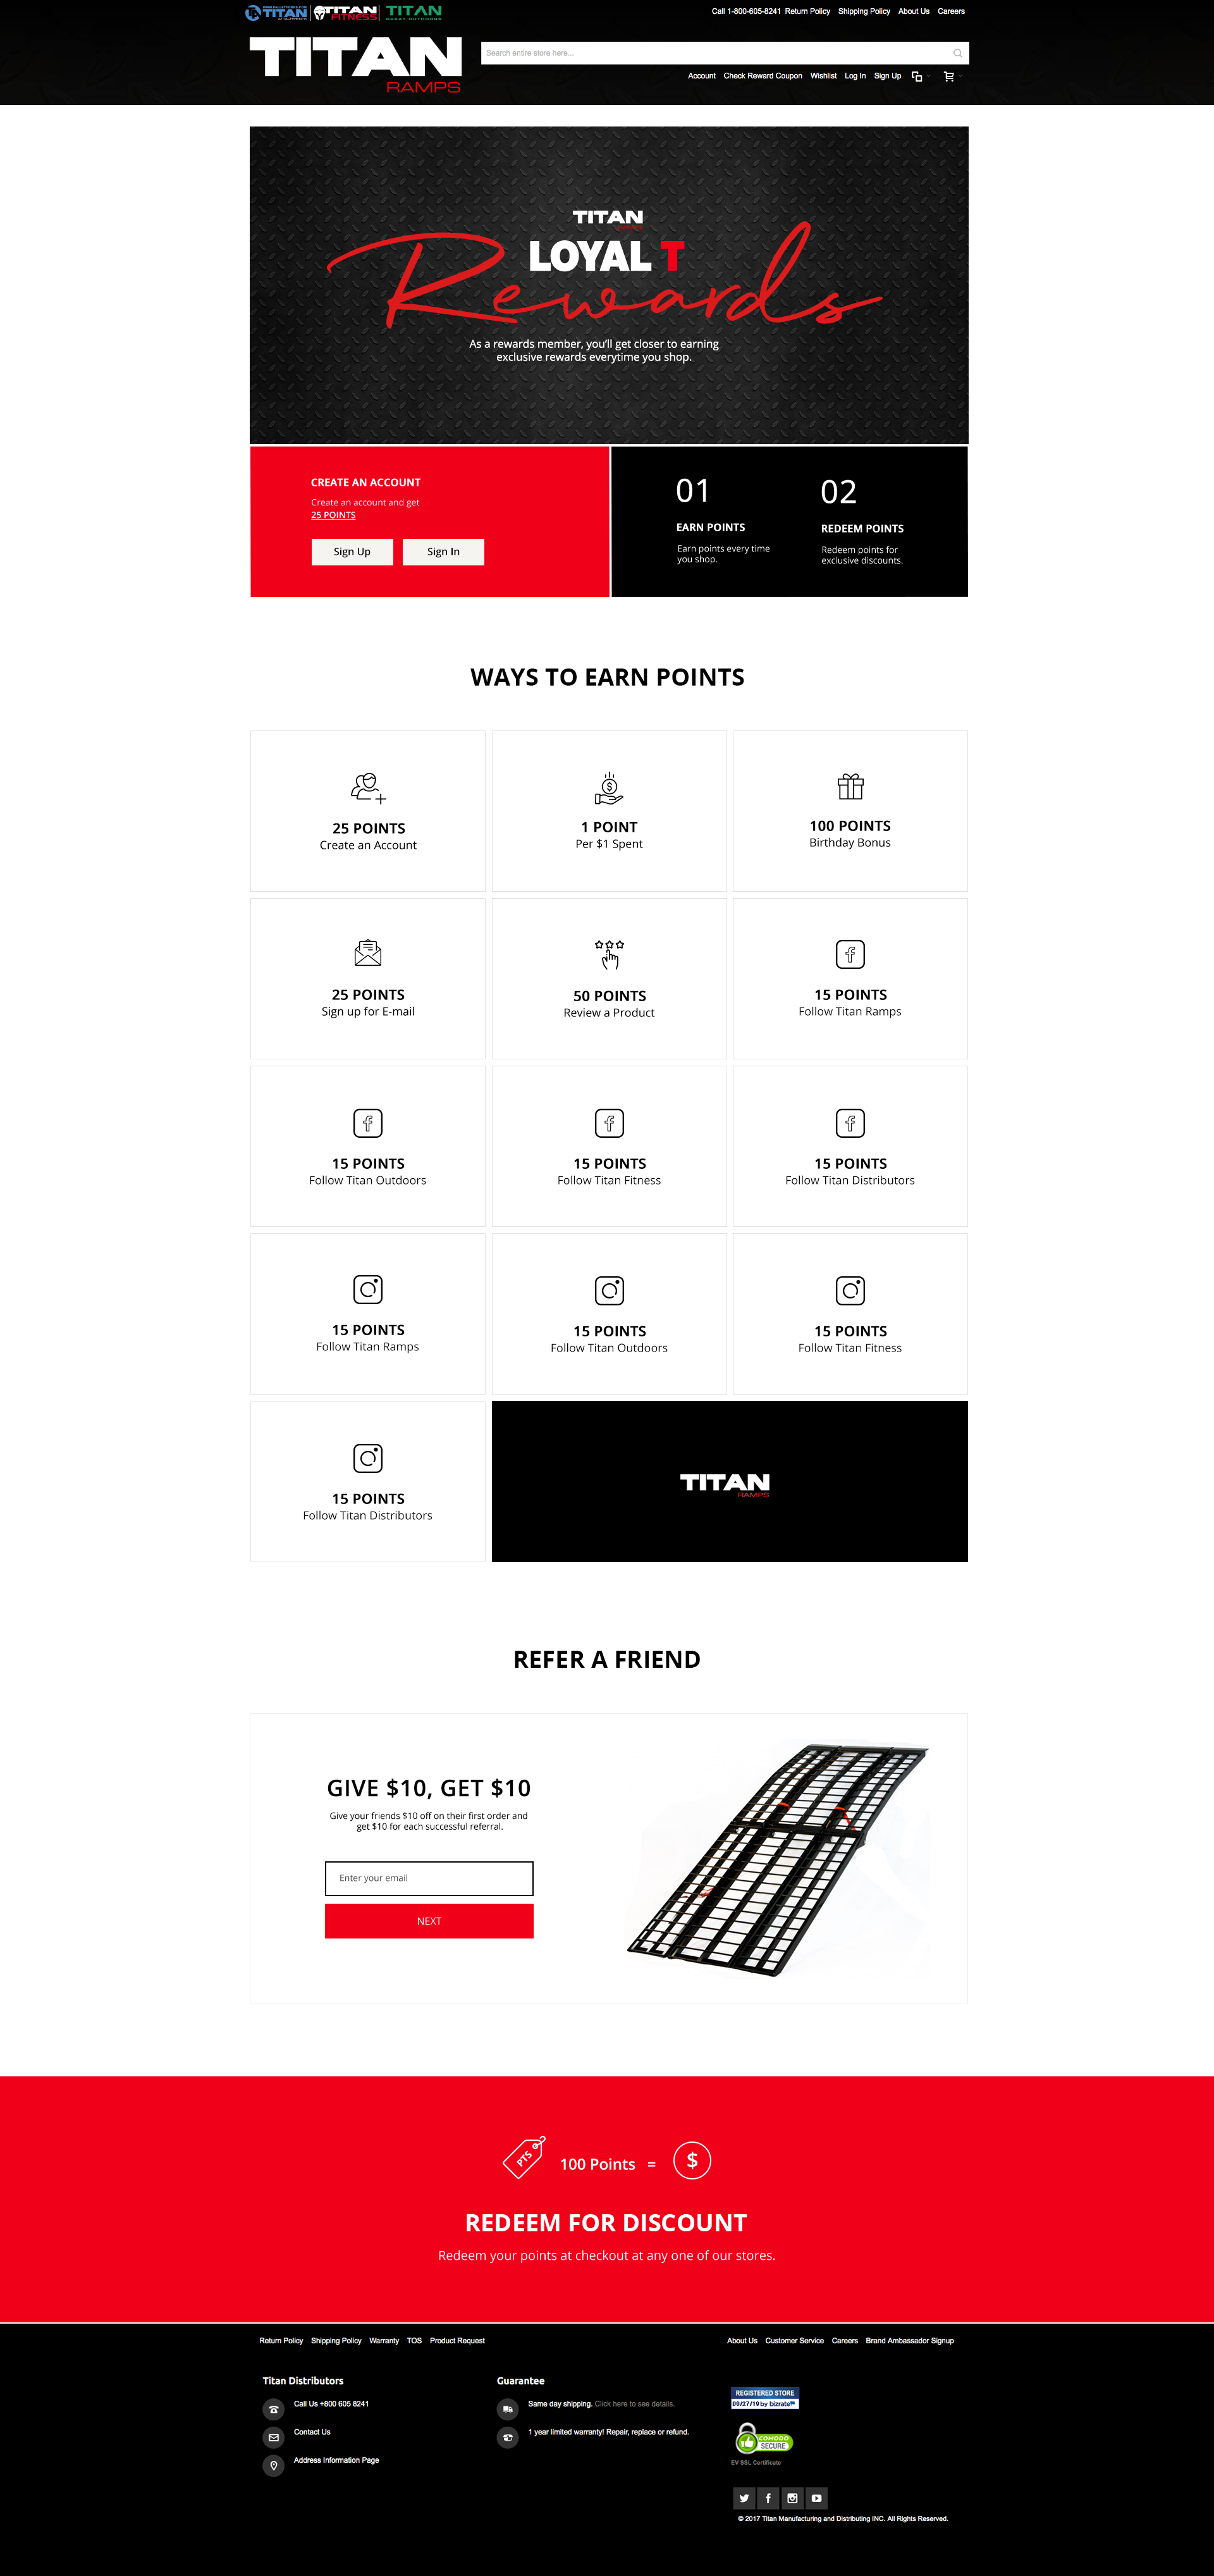 TITAN
TITAN
FITNESS
TITAN
GREAT OUTDOORS
Call 1-800-605-8241 Return Policy Shipping Policy About Us Careers
TITAN
RAMPS
Search entire store here...
Account Check Reward Coupon Wishlist Log In Sign Up
TITAN
LOYAL T
Rewards
As a rewards member, you'll get closer to earning
exclusive rewards everytime you shop.
CREATE AN ACCOUNT
Create an account and get
25 POINTS
Sign Up Sign In
01
EARN POINTS
Earn points every time
you shop.
02
REDEEM POINTS
Redeem points for
exclusive discounts.
WAYS TO EARN POINTS
25 POINTS
Create an Account
1 POINT
Per $1 Spent
100 POINTS
Birthday Bonus
25 POINTS
Sign up for E-mail
50 POINTS
Review a Product
15 POINTS
Follow Titan Ramps
15 POINTS
Follow Titan Outdoors
15 POINTS
Follow Titan Fitness
15 POINTS
Follow Titan Distributors
15 POINTS
Follow Titan Ramps
15 POINTS
Follow Titan Outdoors
15 POINTS
Follow Titan Fitness
15 POINTS
Follow Titan Distributors
TITAN
RAMPS
REFER A FRIEND
GIVE $10, GET $10
Give your friends $10 off on their first order and
get $10 for each successful referral.
Enter your email
NEXT
PTS
100 Points = $
REDEEM FOR DISCOUNT
Redeem your points at checkout at any one of our stores.
Return Policy Shipping Policy Warranty TOS Product Request
About Us Customer Service Careers Brand Ambassador Signup
Titan Distributors
Call Us +800 605 8241
Contact Us
Address Information Page
Guarantee
Same day shipping. Click here to see details.
1 year limited warranty! Repair, replace or refund.
REGISTERED STORE
06/27/19 by bizrate
COMODO
SECURE
EV SSL Certificate
© 2017 Titan Manufacturing and Distributing INC. All Rights Reserved.